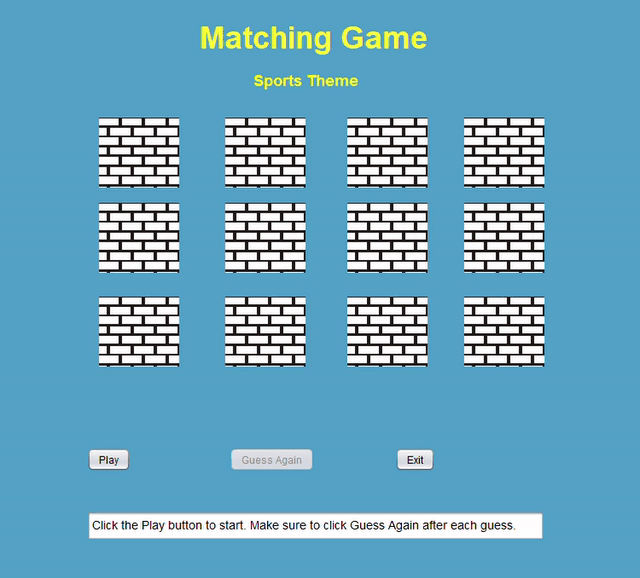 Matching Game
Sports Theme
Play
Guess Again
Exit
Click the Play button to start. Make sure to click Guess Again after each guess.